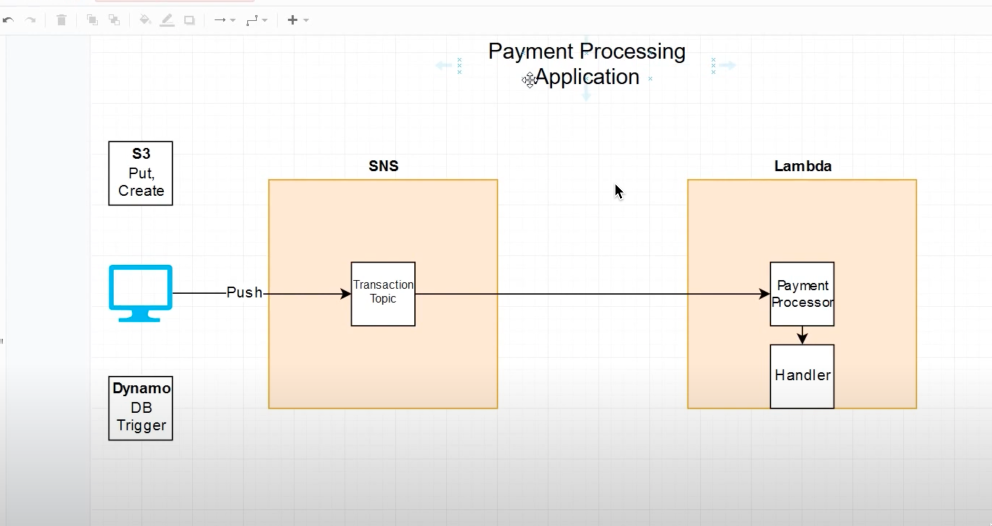 Payment Processing
Application
S3
Put,
Create
SNS
Lambda
Push
Transaction
Topic
Payment
Processor
Handler
Dynamo
DB
Trigger